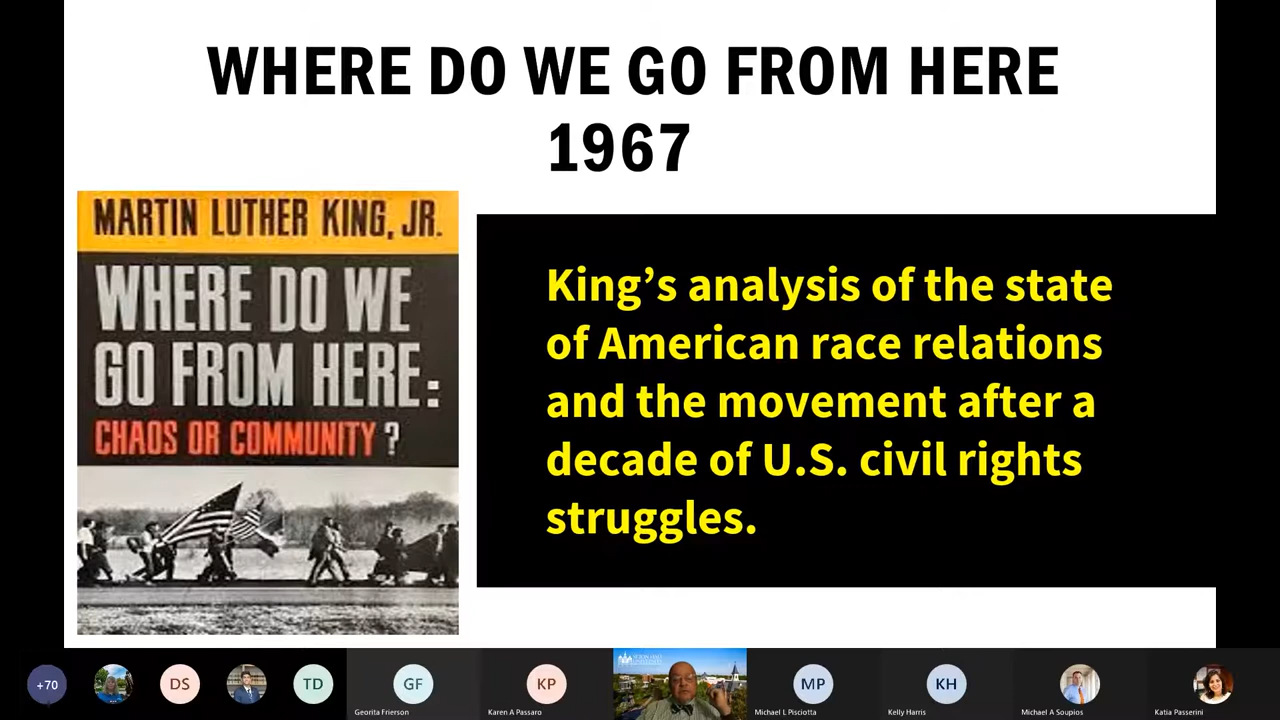 WHERE DO WE GO FROM HERE
1967
MARTIN LUTHER KING, JR.
WHERE DO WE
GO FROM HERE:
CHAOS OR COMMUNITY ?
King's analysis of the state
of American race relations
and the movement after a
decade of U.S. civil rights
struggles.
+70
DS
TD
GF
Georita Frierson
KP
Karen A Passaro
MP
Michael L Pisciotta
KH
Kelly Harris
Michael A Soupios
Katia Passerini